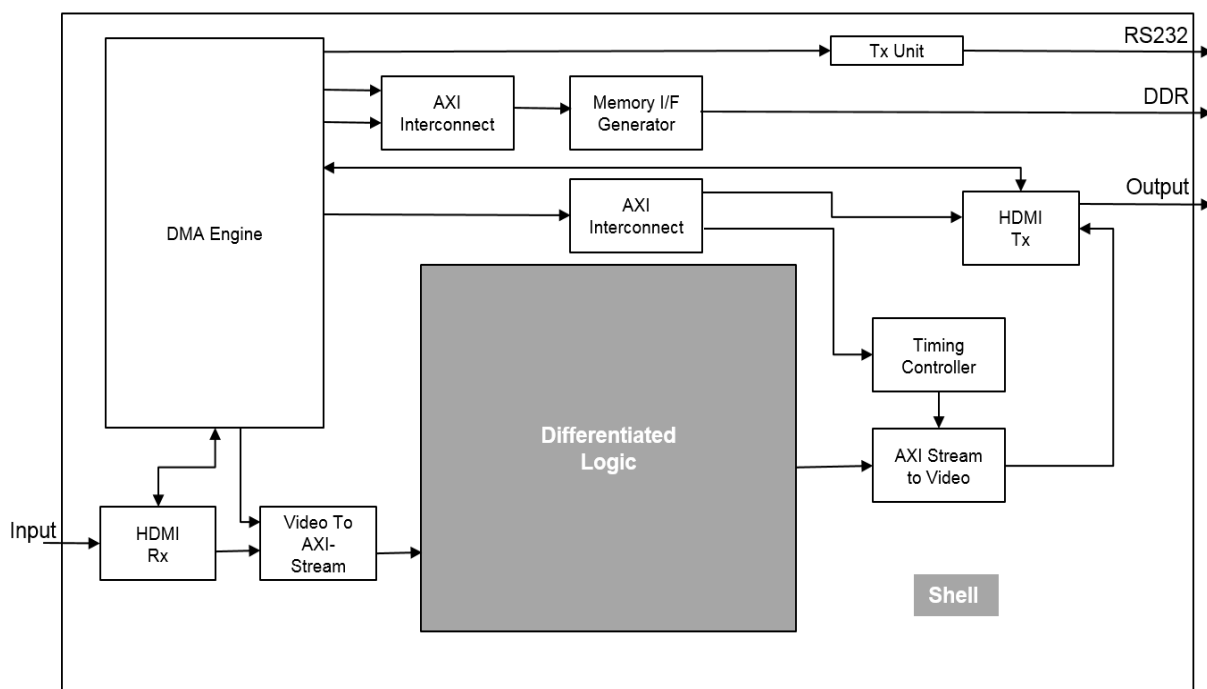 RS232
Tx Unit
DDR
AXI
Interconnect
Memory I/F
Generator
Output
AXI
Interconnect
HDMI
Tx
DMA Engine
Timing
Controller
Differentiated
Logic
AXI Stream
to Video
Input
HDMI
Rx
Video To
AXI-
Stream
Shell